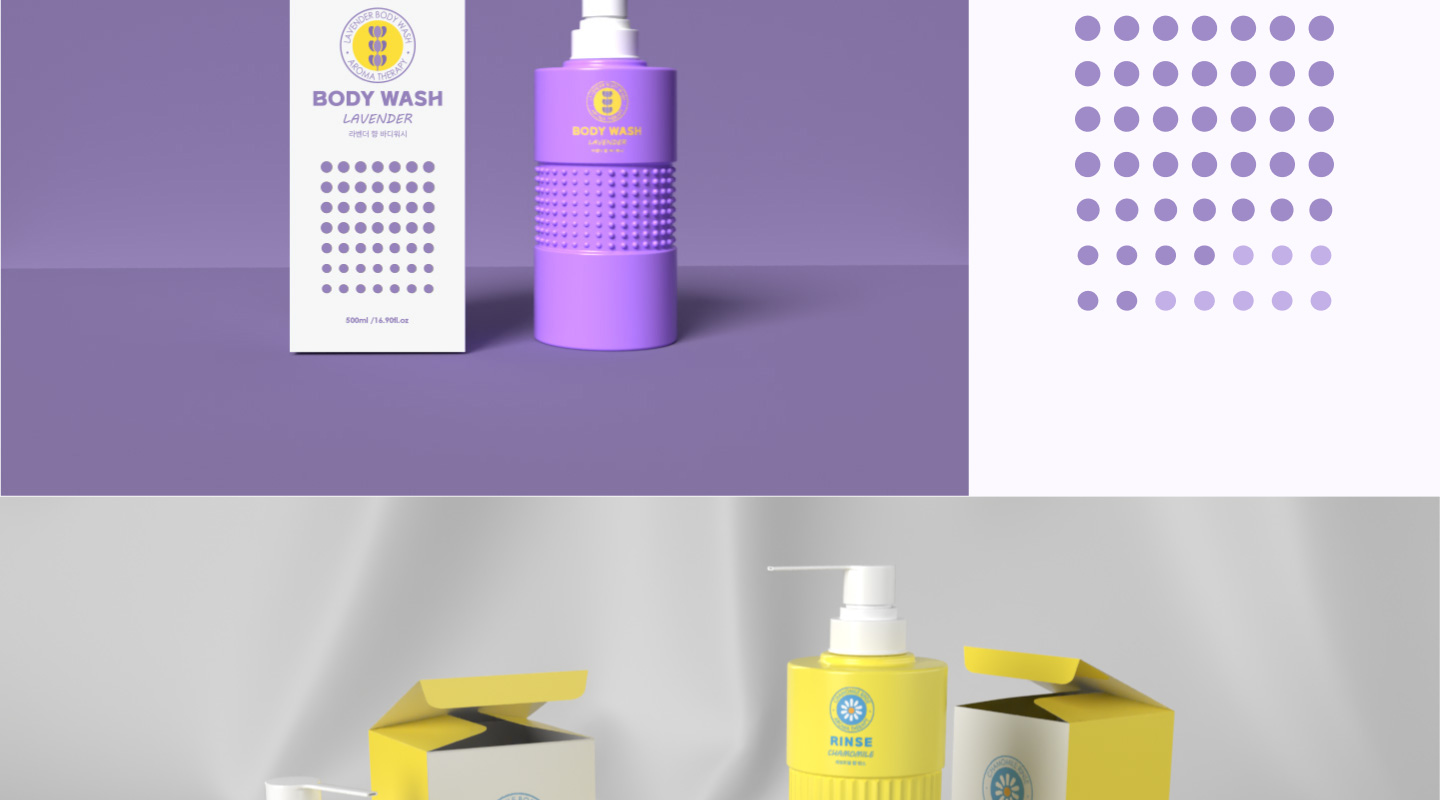 LAVENDER BODY WASH
AROMA THERAPY
BODY WASH
LAVENDER
라벤더 향 바디워시
500ml /16.90fl.oz
BODY WASH
LAVENDER
RINSE
CHAMOMILE